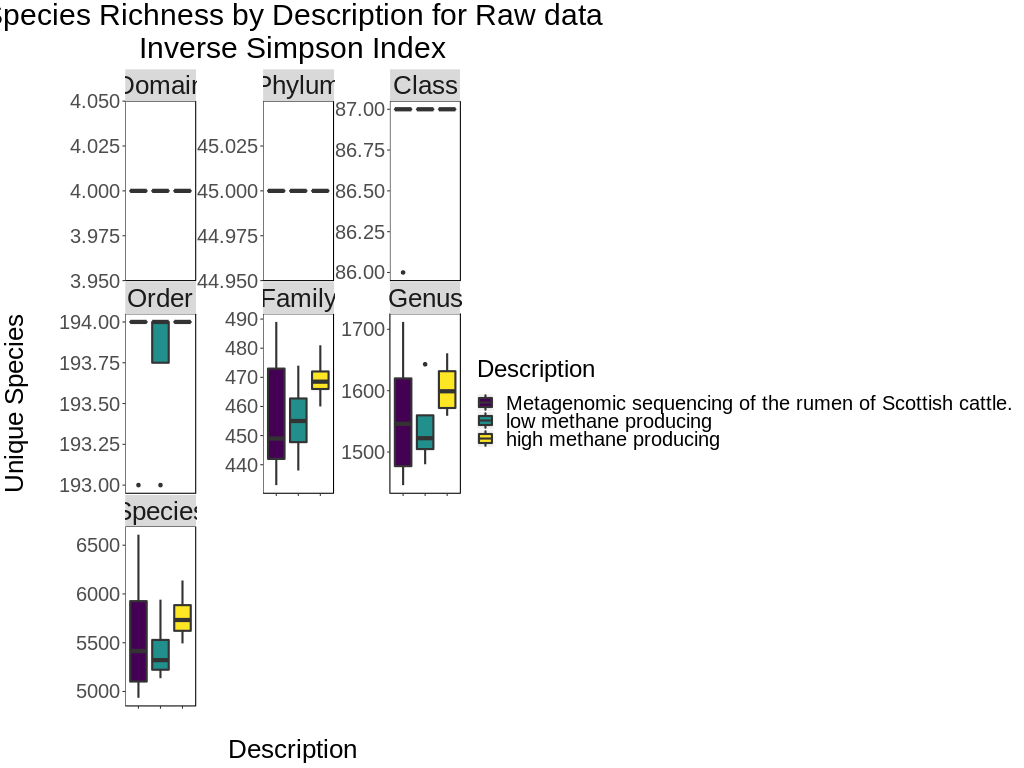 Species Richness by Description for Raw data
Inverse Simpson Index
Domain Phylum Class
4.050 4.025 4.000 3.975 3.950
45.025 45.000 44.975 44.950
87.00 86.75 86.50 86.25 86.00
Order Family Genus
194.00 193.75 193.50 193.25 193.00
490 480 470 460 450 440
1700 1600 1500
Species
6500 6000 5500 5000
Unique Species
Description
Description
Metagenomic sequencing of the rumen of Scottish cattle.
low methane producing
high methane producing